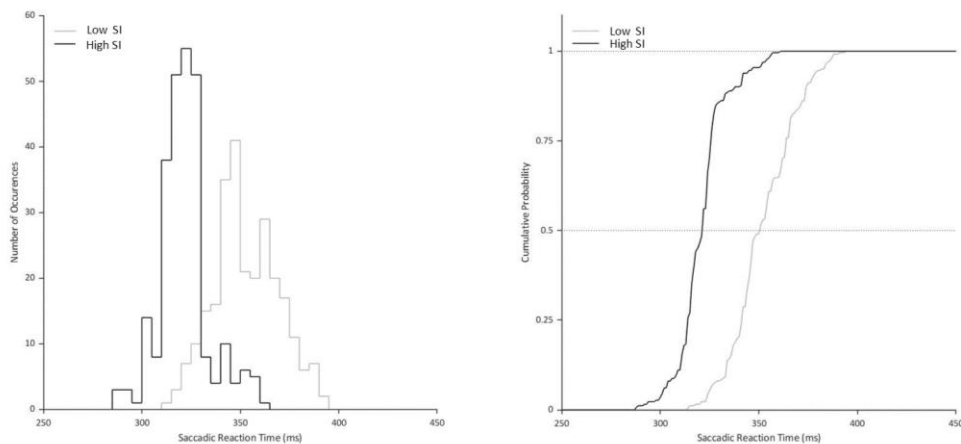 Low SI
High SI
60
50
40
30
20
10
0
Number of Occurences
250
300
350
400
450
Saccadic Reaction Time (ms)
Low SI
High SI
1
0.75
0.5
0.25
0
Cumulative Probability
250
300
350
400
450
Saccadic Reaction Time (ms)